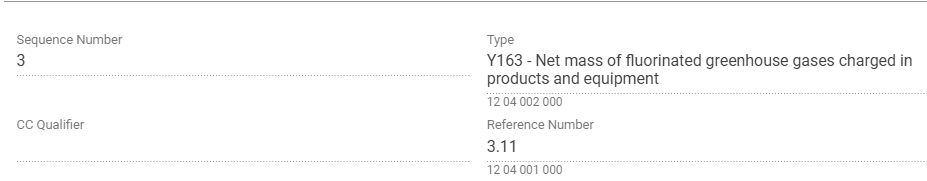 Sequence Number
3
Type
Y163 - Net mass of fluorinated greenhouse gases charged in
products and equipment
12 04 002 000
CC Qualifier
Reference Number
3.11
12 04 001 000